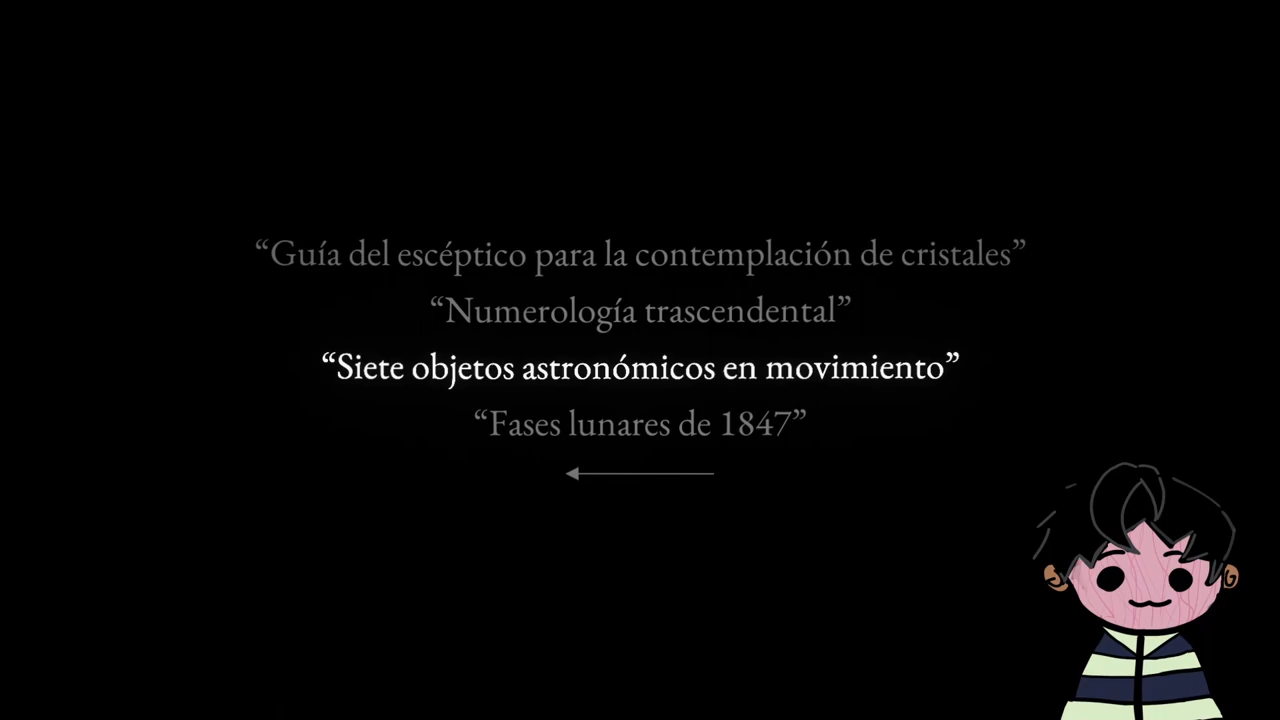 “Guía del escéptico para la contemplación de cristales”
“Numerología trascendental”
“Siete objetos astronómicos en movimiento”
“Fases lunares de 1847”